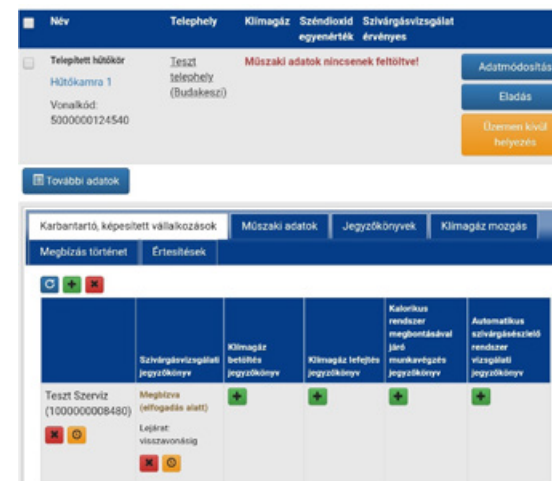 Név Telephely Klímagáz Széndioxid Szivárgásvizsgálat
egyenérték érvényes
Telepített hűtőkör Teszt Műszaki adatok nincsenek feltöltve! Adatmódosítás
Hűtőkamra 1 telephely
Vonalkód: (Budakeszi) Eladás
5000000124540
Üzemen kívül
helyezés
További adatok
Karbantartó, képesített vállalkozások Műszaki adatok Jegyzőkönyvek Klímagáz mozgás
Megbízás történet Értesítések
Kalorikus
rendszer Automatikus
megbontásával szivárgásészlelő
Klímagáz járó rendszer
Szivárgásvizsgálati betöltés Klímagáz lefejtés munkavégzés vizsgálati
jegyzőkönyv jegyzőkönyv jegyzőkönyv jegyzőkönyv jegyzőkönyv
Teszt Szerviz Megbízva
(1000000008480) (elfogadás alatt)
Lejárat:
visszavonásig